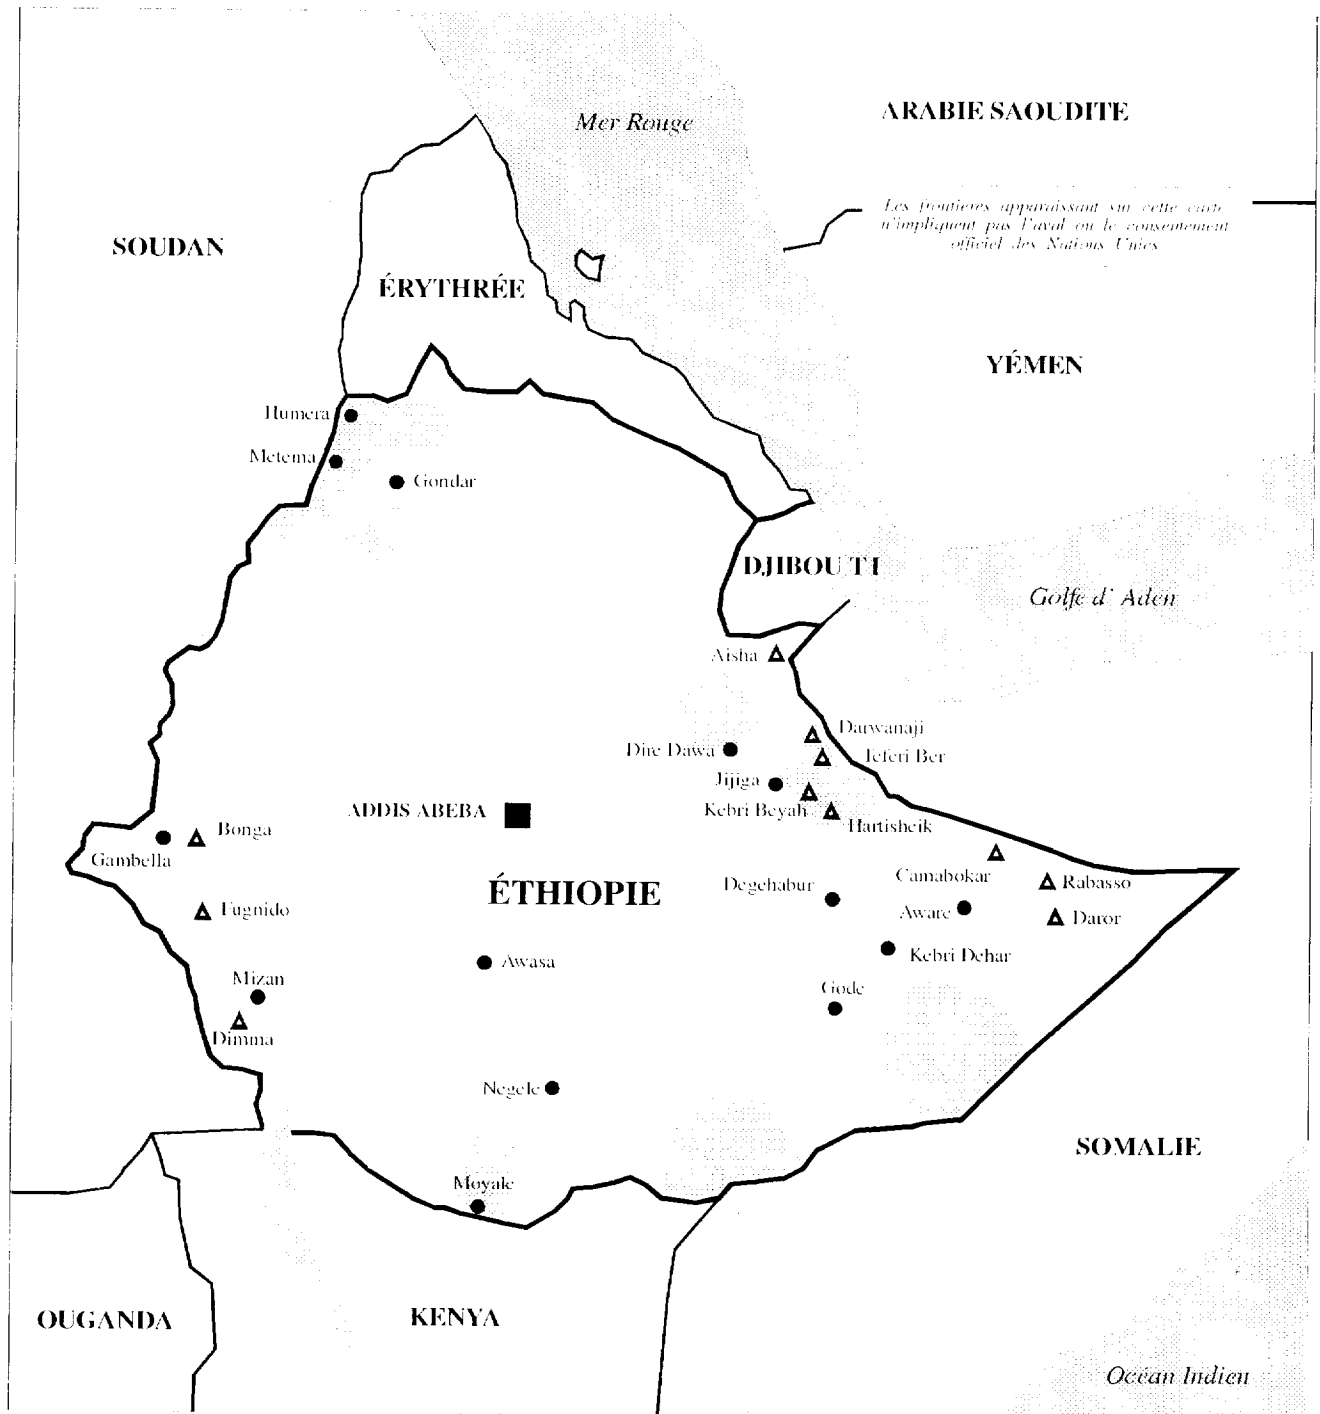 Mer Rouge
ARABIE SAOUDITE
Les frontières apparaissant sur cette carte
n'impliquent pas l'aval ou le consentement
officiel des Nations Unies
SOUDAN
ÉRYTHRÉE
YÉMEN
Humera
Metema
Gondar
DJIBOUTI
Golfe d' Aden
Aisha
Darwanaji
Teferi Ber
Dire Dawa
Jijiga
Kebri Beyah
Hartisheik
ADDIS ABEBA
Bonga
Gambella
Camabokar
Rabasso
Degehabur
ÉTHIOPIE
Aware
Daror
Fugnido
Kebri Dehar
Awasa
Mizan
Gode
Dimma
Negele
SOMALIE
Moyale
OUGANDA
KENYA
Océan Indien